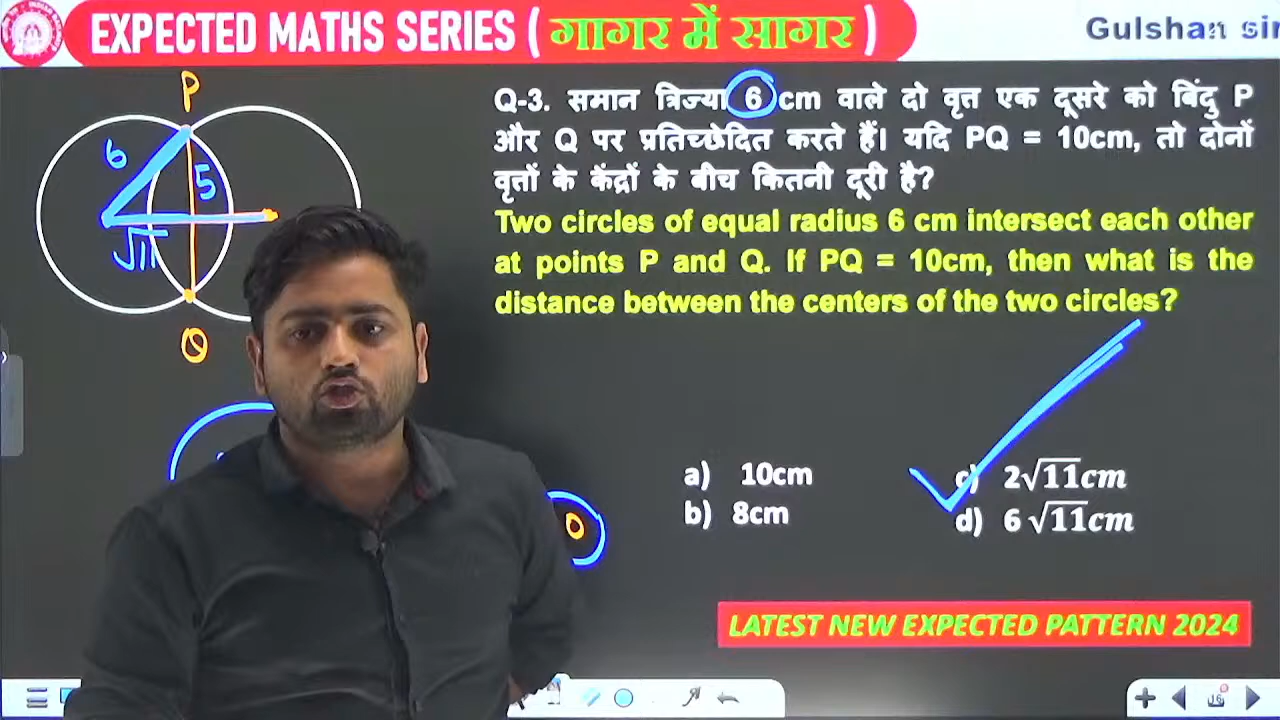 EXPECTED MATHS SERIES ( गागर में सागर )
Gulshan sir
P
6
5
√11
Q
Q-3. समान त्रिज्या 6 cm वाले दो वृत्त एक दूसरे को बिंदु P
और Q पर प्रतिच्छेदित करते हैं। यदि PQ = 10cm, तो दोनों
वृत्तों के केंद्रों के बीच कितनी दूरी है?
Two circles of equal radius 6 cm intersect each other
at points P and Q. If PQ = 10cm, then what is the
distance between the centers of the two circles?
a) 10cm
b) 8cm
c) 2√11cm
d) 6 √11cm
LATEST NEW EXPECTED PATTERN 2024
16